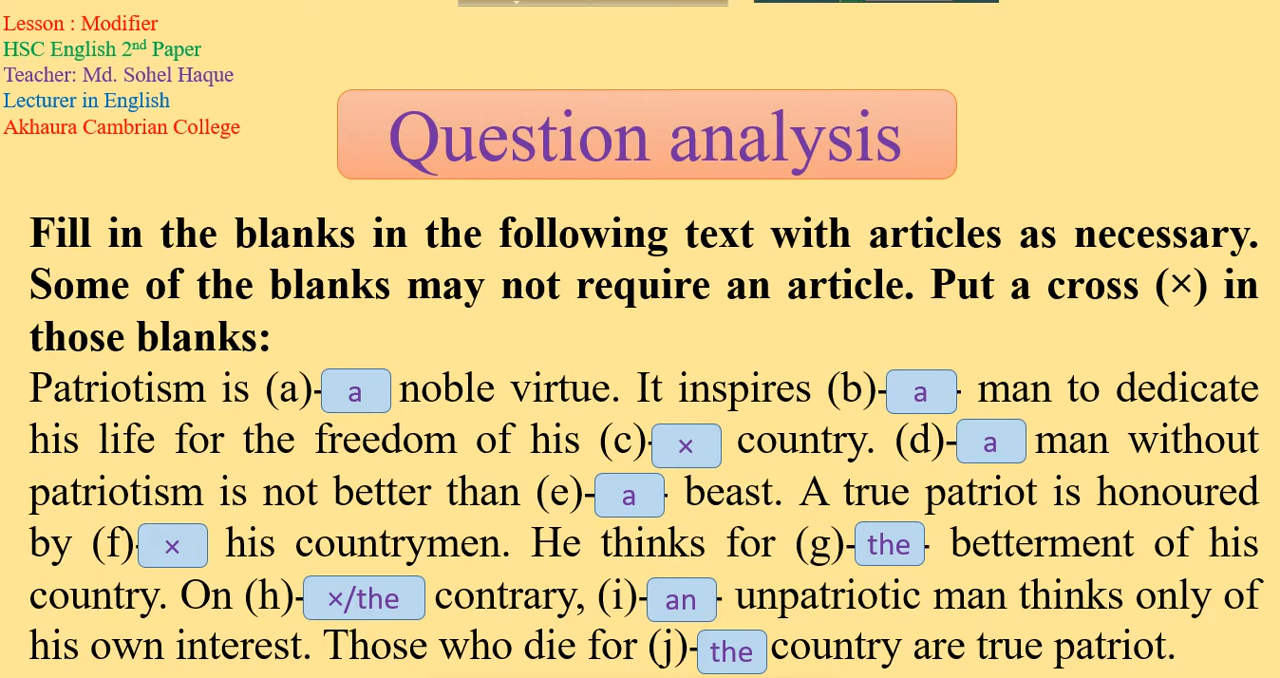 Lesson : Modifier
HSC English 2nd Paper
Teacher: Md. Sohel Haque
Lecturer in English
Akhaura Cambrian College
Question analysis
Fill in the blanks in the following text with articles as necessary.
Some of the blanks may not require an article. Put a cross (×) in
those blanks:
Patriotism is (a)- a noble virtue. It inspires (b)- a - man to dedicate
his life for the freedom of his (c)- × country. (d)- a man without
patriotism is not better than (e)- a - beast. A true patriot is honoured
by (f)- × his countrymen. He thinks for (g)- the - betterment of his
country. On (h)- ×/the contrary, (i)- an - unpatriotic man thinks only of
his own interest. Those who die for (j)- the country are true patriot.